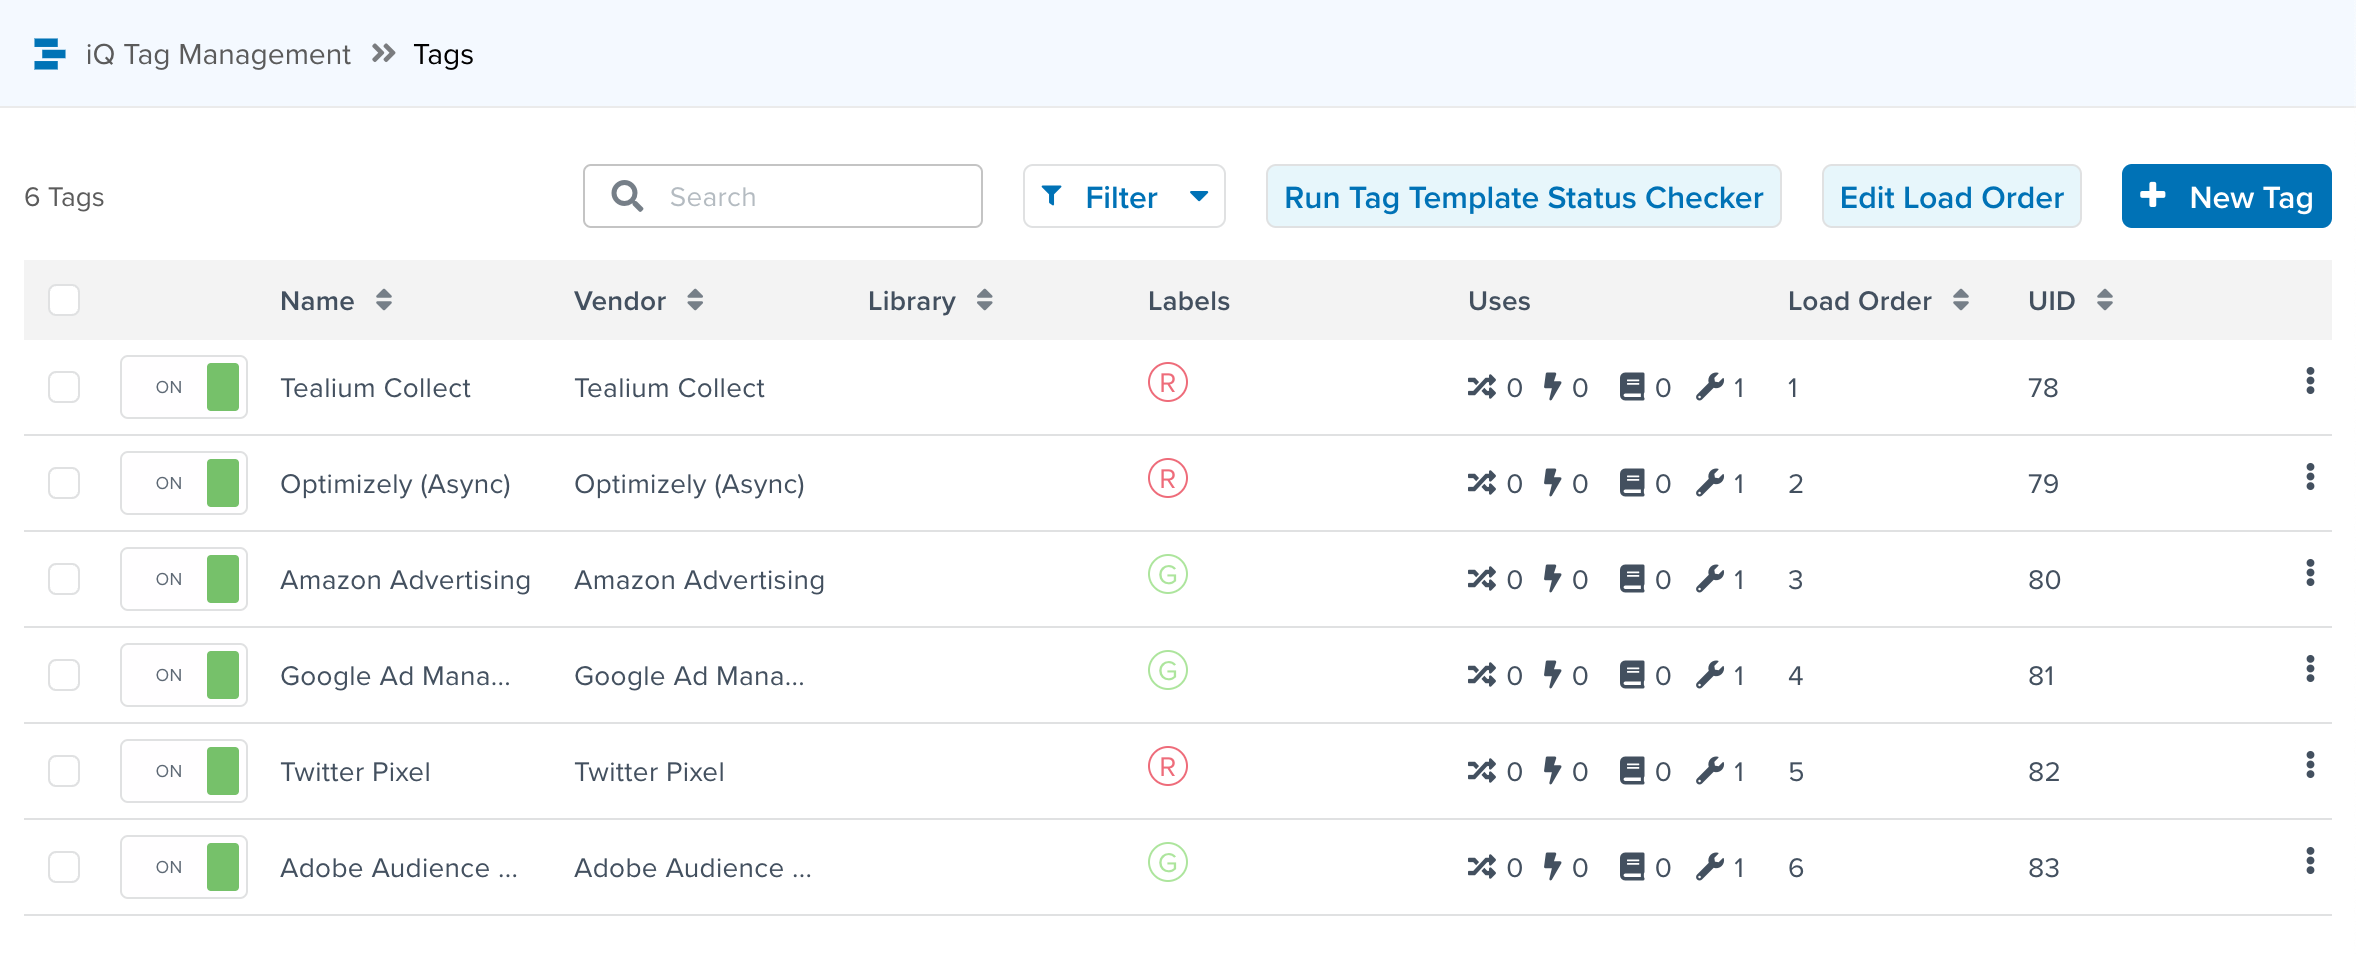 iQ Tag Management » Tags
6 Tags Search Filter Run Tag Template Status Checker Edit Load Order + New Tag
Name Vendor Library Labels Uses Load Order UID
ON Tealium Collect Tealium Collect R 0 0 0 1 1 78
ON Optimizely (Async) Optimizely (Async) R 0 0 0 1 2 79
ON Amazon Advertising Amazon Advertising G 0 0 0 1 3 80
ON Google Ad Mana... Google Ad Mana... G 0 0 0 1 4 81
ON Twitter Pixel Twitter Pixel R 0 0 0 1 5 82
ON Adobe Audience ... Adobe Audience ... G 0 0 0 1 6 83